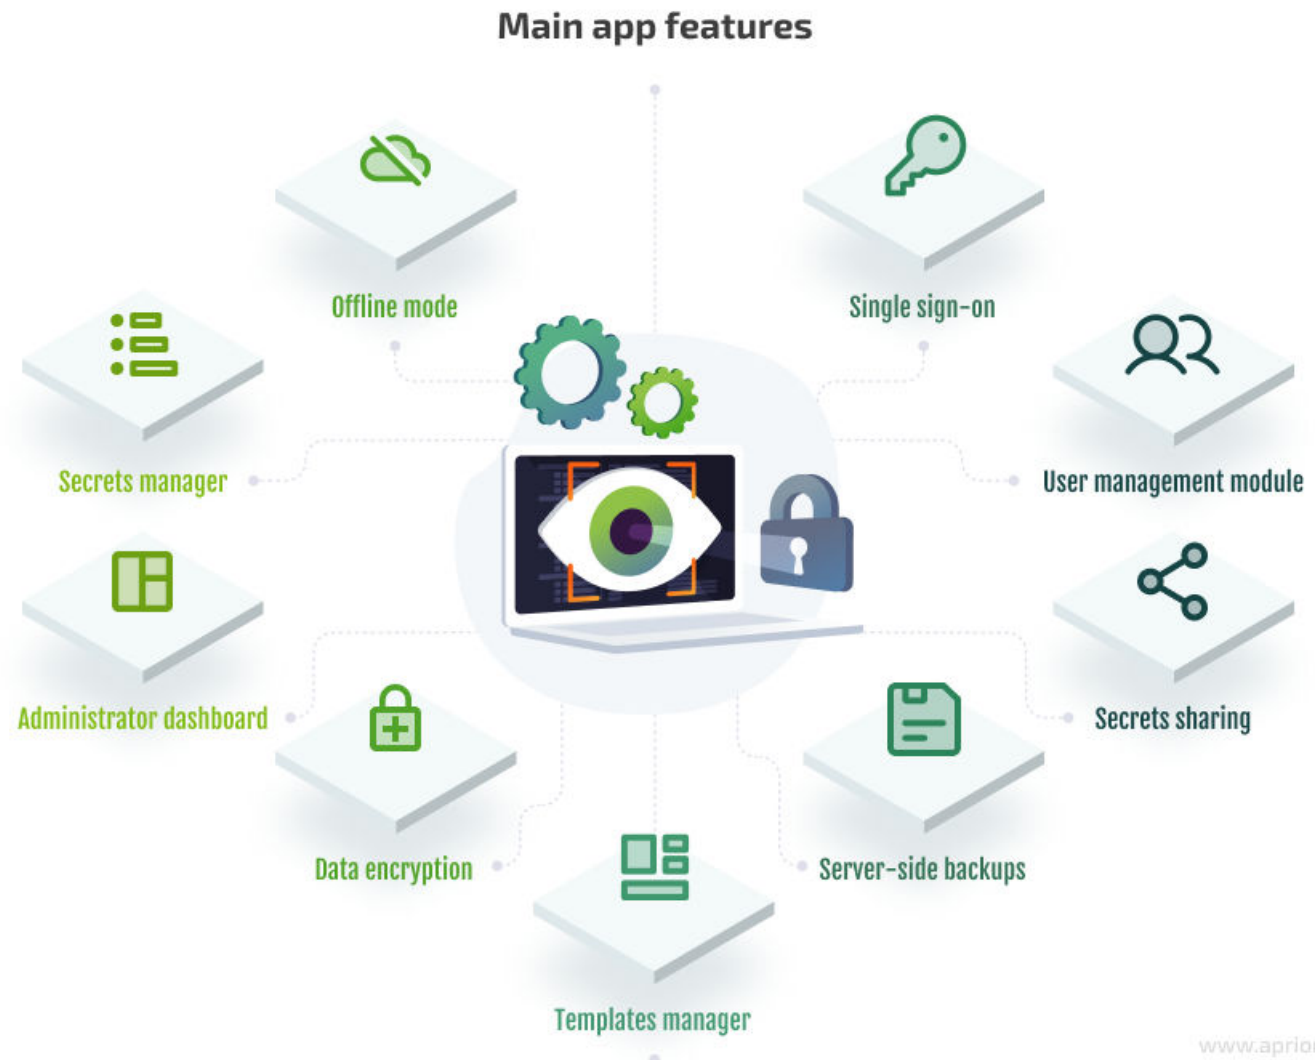 Main app features
Offline mode
Single sign-on
Secrets manager
User management module
Administrator dashboard
Secrets sharing
Data encryption
Server-side backups
Templates manager